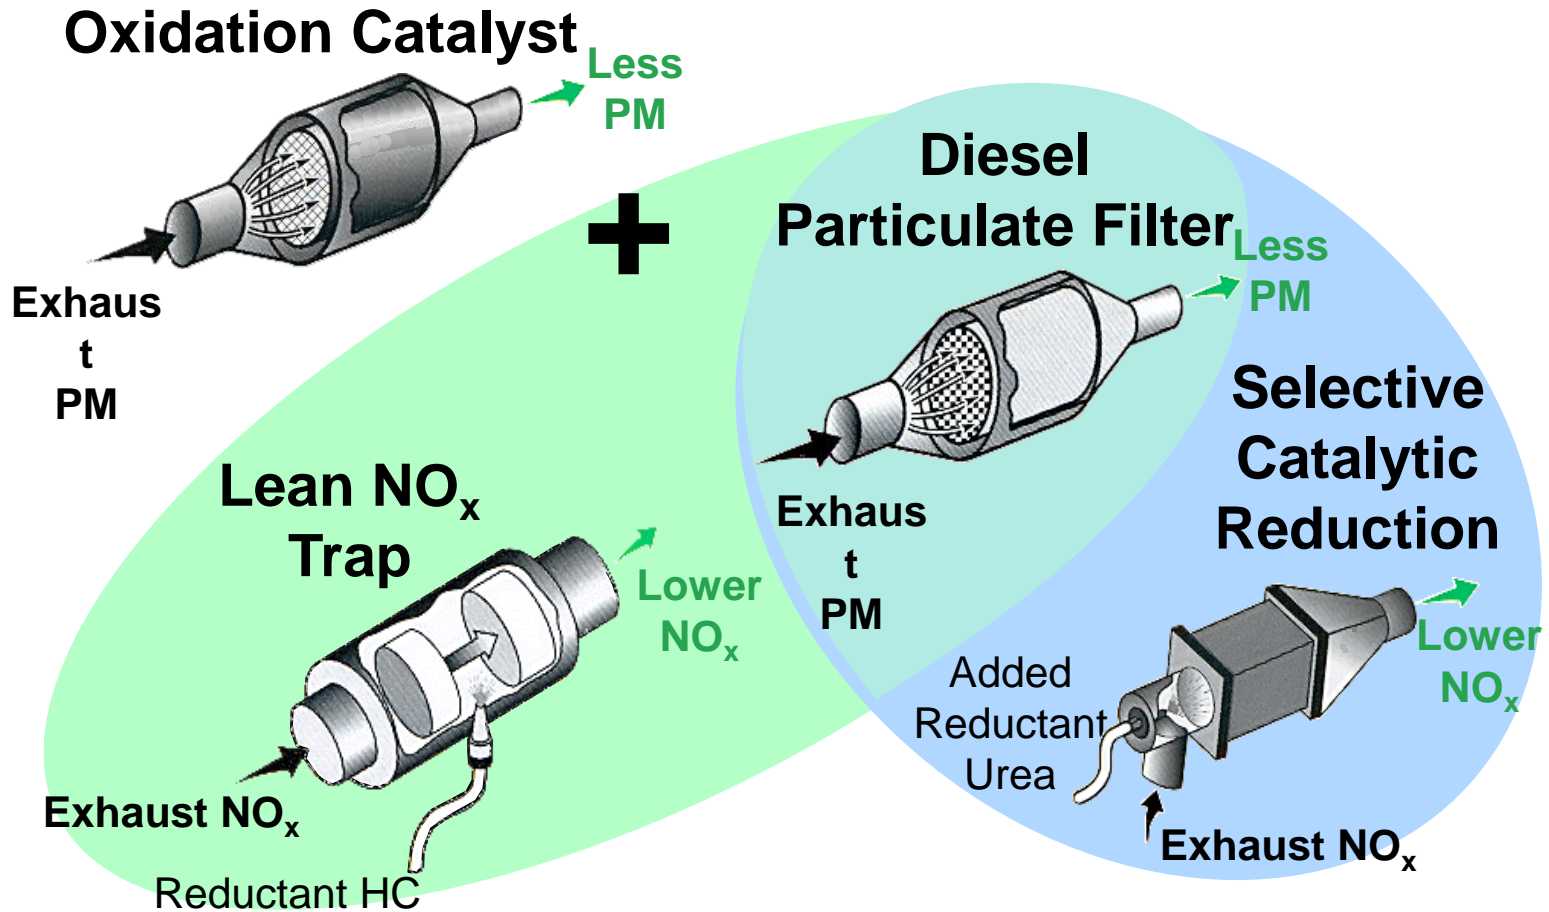 Oxidation Catalyst
Less
PM
Exhaus
t
PM
+
Diesel
Particulate Filter
Less
PM
Exhaus
t
PM
Lean NOx
Trap
Lower
NOx
Exhaust NOx
Reductant HC
Selective
Catalytic
Reduction
Lower
NOx
Added
Reductant
Urea
Exhaust NOx